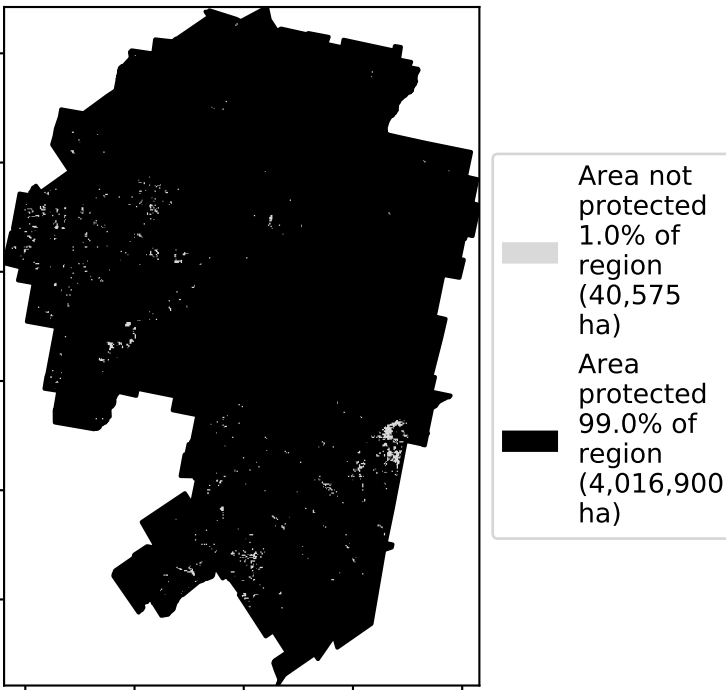 Area not
protected
1.0% of
region
(40,575
ha)
Area
protected
99.0% of
region
(4,016,900
ha)